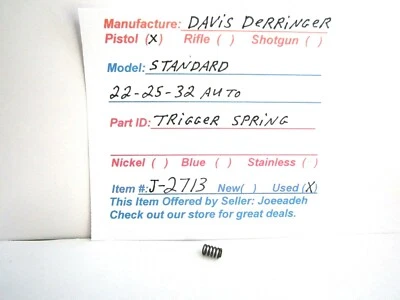 Manufacture: DAVIS DERRINGER
Pistol (X) Rifle ( ) Shotgun ( )
Model: STANDARD
22-25-32 AUTO
Part ID: TRIGGER SPRING
Nickel ( ) Blue ( ) Stainless ( )
Item #: J-2713 New( ) Used (X)
This Item Offered by Seller: Joeeadeh
Check out our store for great deals.